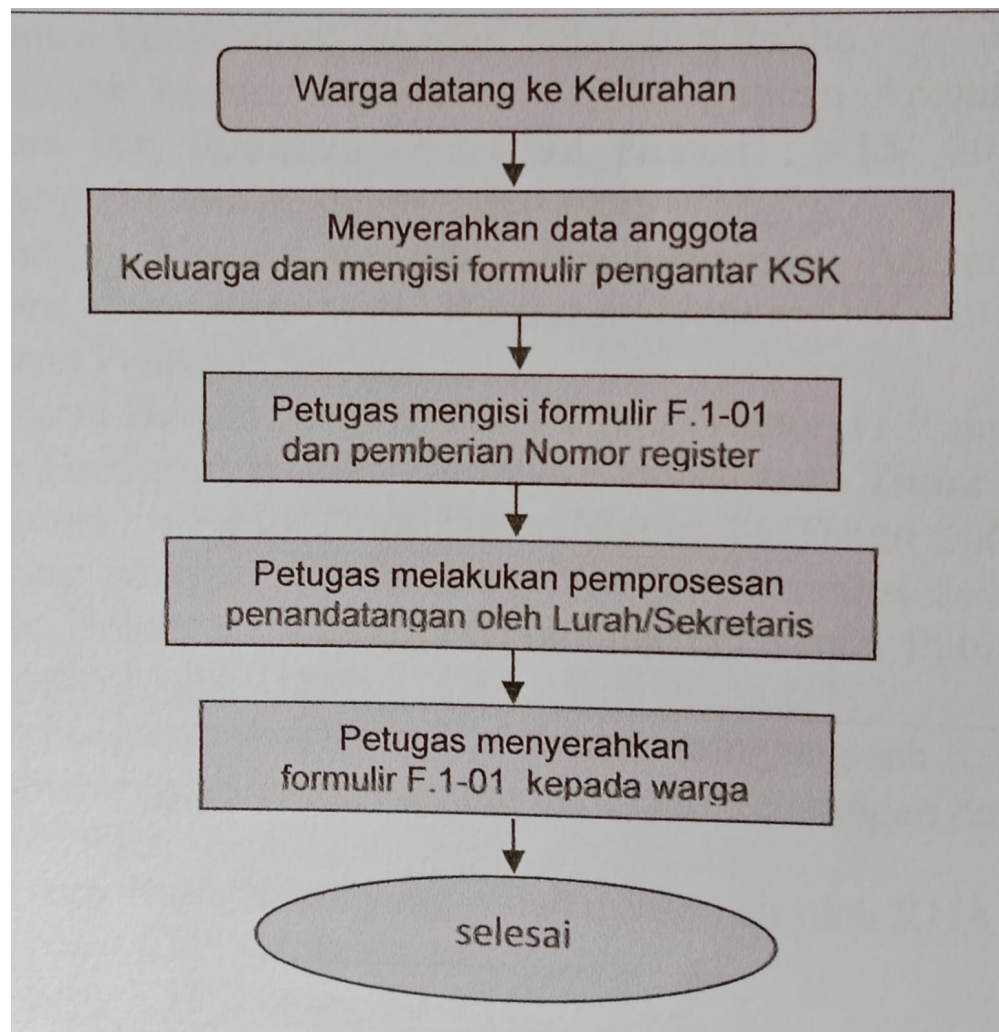 Warga datang ke Kelurahan
Menyerahkan data anggota
Keluarga dan mengisi formulir pengantar KSK
Petugas mengisi formulir F.1-01
dan pemberian Nomor register
Petugas melakukan pemprosesan
penandatangan oleh Lurah/Sekretaris
Petugas menyerahkan
formulir F.1-01 kepada warga
selesai